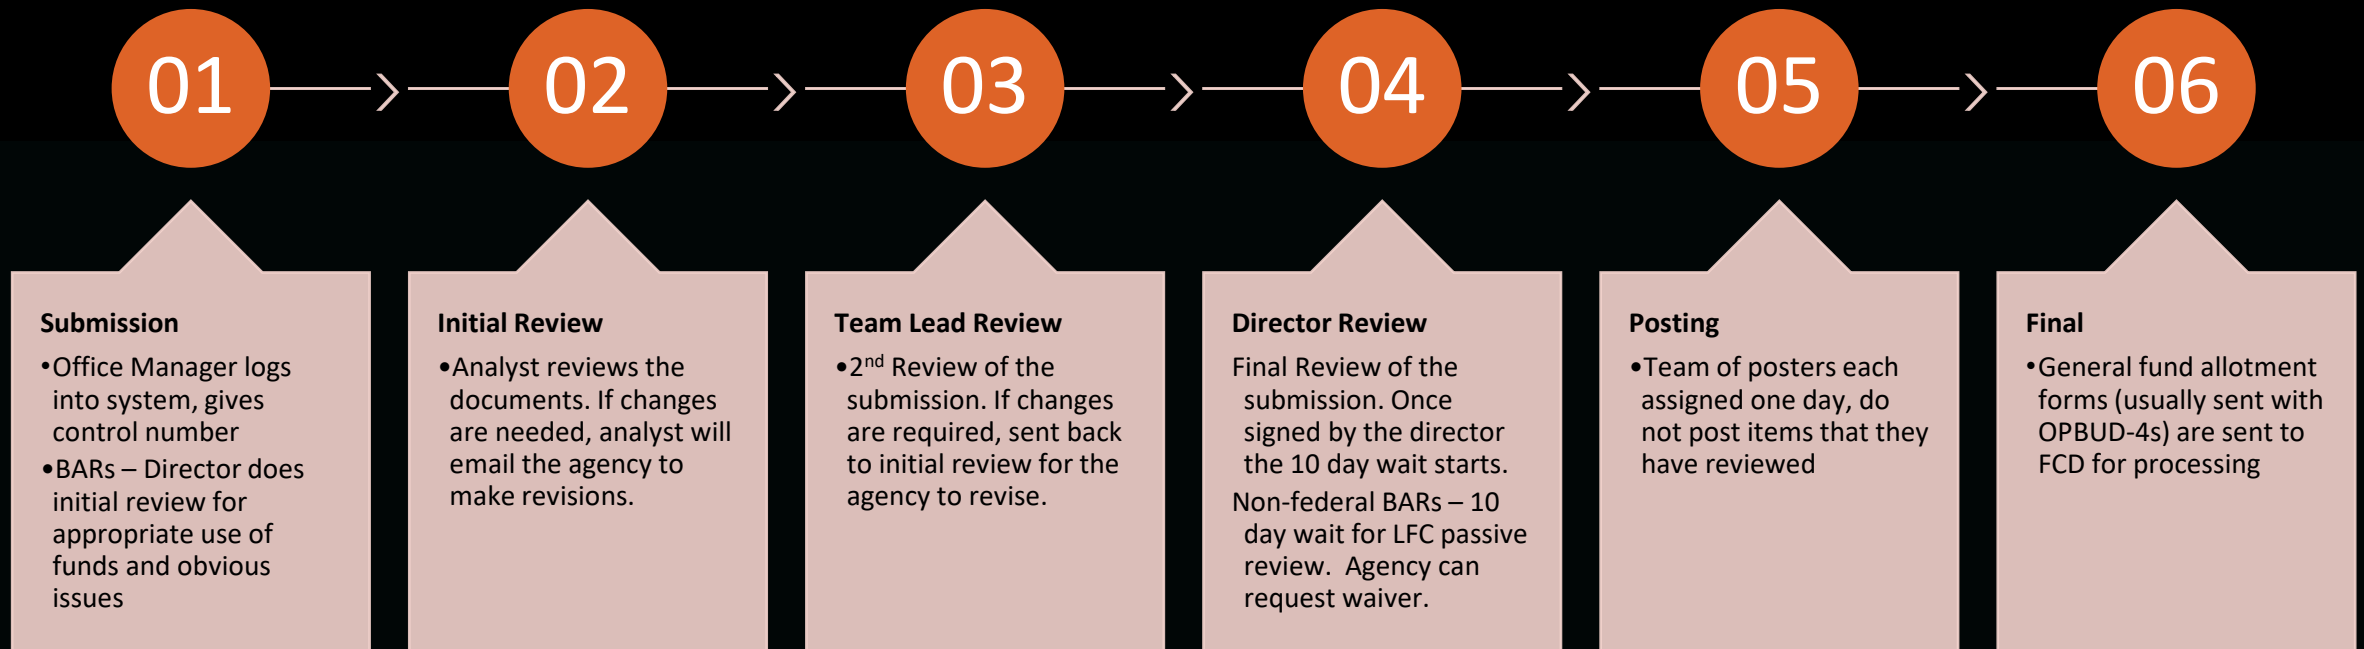 01
02
03
04
05
06
Submission
•Office Manager logs
into system, gives
control number
•BARs – Director does
initial review for
appropriate use of
funds and obvious
issues
Initial Review
•Analyst reviews the
documents. If changes
are needed, analyst will
email the agency to
make revisions.
Team Lead Review
•2nd Review of the
submission. If changes
are required, sent back
to initial review for the
agency to revise.
Director Review
Final Review of the
submission. Once
signed by the director
the 10 day wait starts.
Non-federal BARs – 10
day wait for LFC passive
review.  Agency can
request waiver.
Posting
•Team of posters each
assigned one day, do
not post items that they
have reviewed
Final
•General fund allotment
forms (usually sent with
OPBUD-4s) are sent to
FCD for processing